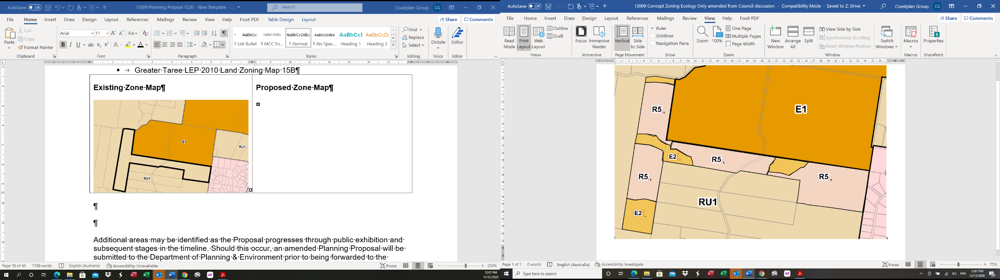 AutoSave Off 13009 Planning Propoal 1220 - New Template -... Search Coastplan Group CG
File Home Insert Draw Design Layout References Mailings Review View Help Foxit PDF Table Design Layout Share Comments
Paste Cut Copy Format Painter Clipboard
Arial 11 A A Aa A
B I U ab x₂ x² A A Font
Paragraph
AaBbCcI AaBbCcDdEe AaBbCcDdEe AaBbCcDdEe AaBbCcI AaBbCcDc
¶ List Bullet ¶ MCC Fo... ¶ Normal ¶ No Spac... Heading 1 Heading 2 Styles
Find Replace Select Editing
Dictate Voice
Editor Editor
▪ → Greater·Taree·LEP·2010·Land·Zoning·Map·15B¶
Existing·Zone·Map¶
E1
RU1
RU1
¤
Proposed·Zone·Map¶
¤
¶
¶
Additional·areas·may·be·identified·as·the·Proposal·progresses·through·public·exhibition·and·
subsequent·stages·in·the·timeline.·Should·this·occur,·an·amended·Planning·Proposal·will·be·
submitted·to·the·Department·of·Planning·&·Environment·prior·to·being·forwarded·to·the·
Page 18 of 40 7198 words English (Australia) Accessibility: Unavailable Focus 200%
12:07 PM
12/12/2020
AutoSave Off 13009 Concept Zoning Ecology Only amended from Council discussion - Compatibility Mode - Saved to Z: Drive Coastplan Group CG
File Home Insert Draw Design Layout References Mailings Review View Help Foxit PDF Share Comments
Read Mode Print Layout Web Layout Outline Draft Views
Focus Immersive Reader Immersive
Vertical Side to Side Page Movement
Ruler Gridlines Navigation Pane Show
Zoom 100% One Page Multiple Pages Page Width Zoom
New Window Arrange All Split View Side by Side Synchronous Scrolling Reset Window Position Window
Switch Windows
Macros Macros
Properties SharePoint
R5
E1
E2
R5
R5
R5
RU1
E2
Page 1 of 1 0 words English (Australia) Accessibility: Investigate Focus 75%
Type here to search ENG 12:07 PM
12/12/2020 20